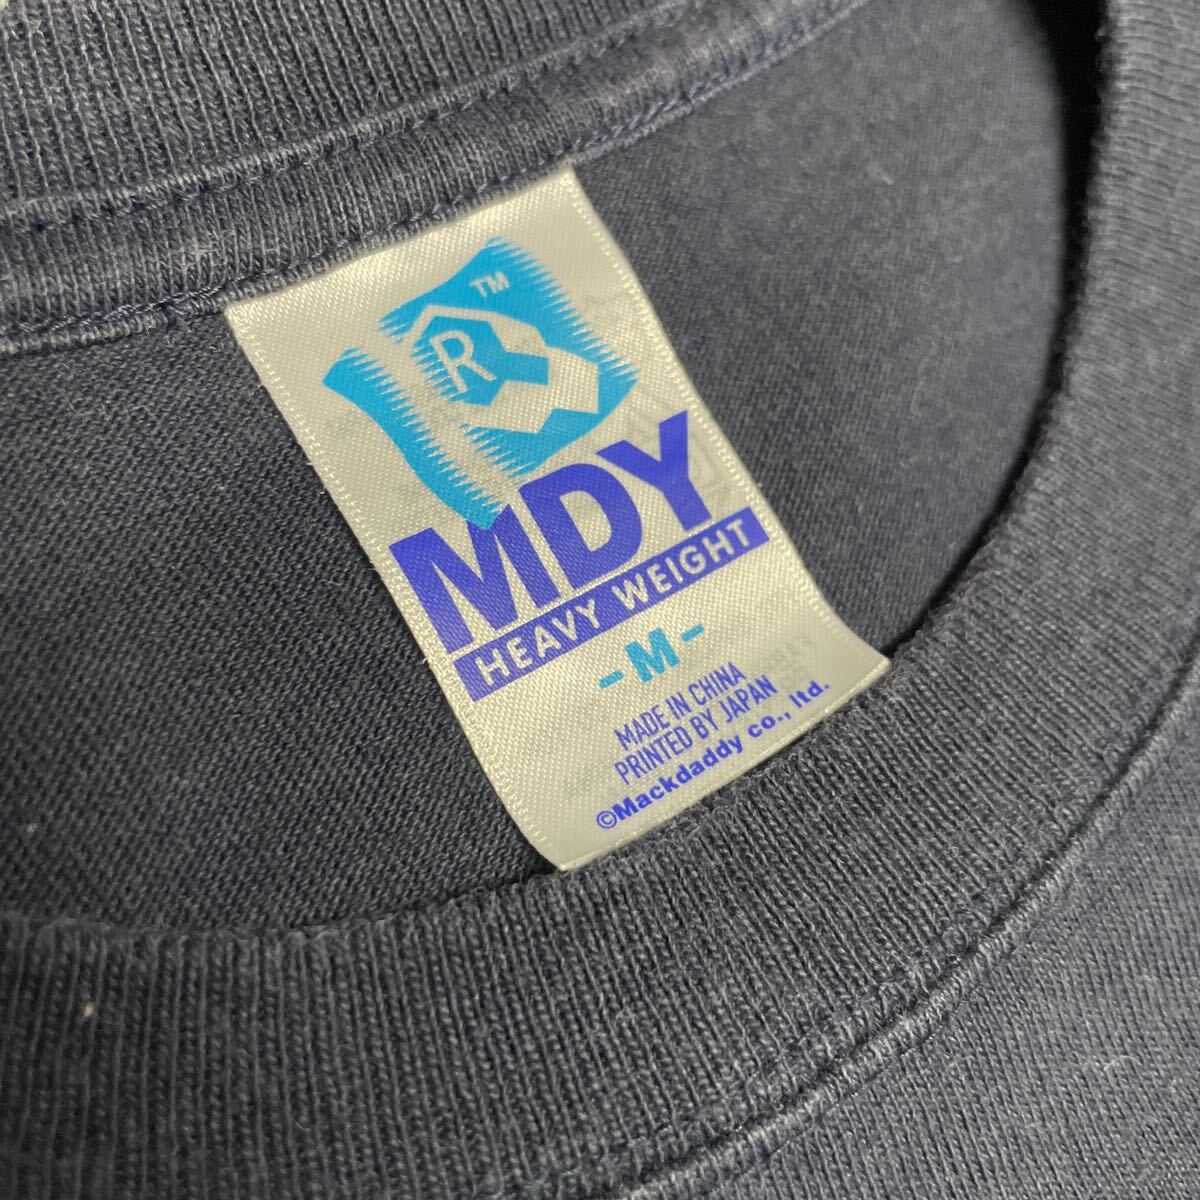 TM
R
MDY
HEAVY WEIGHT
-M-
MADE IN CHINA
PRINTED BY JAPAN
©Mackdaddy co., ltd.